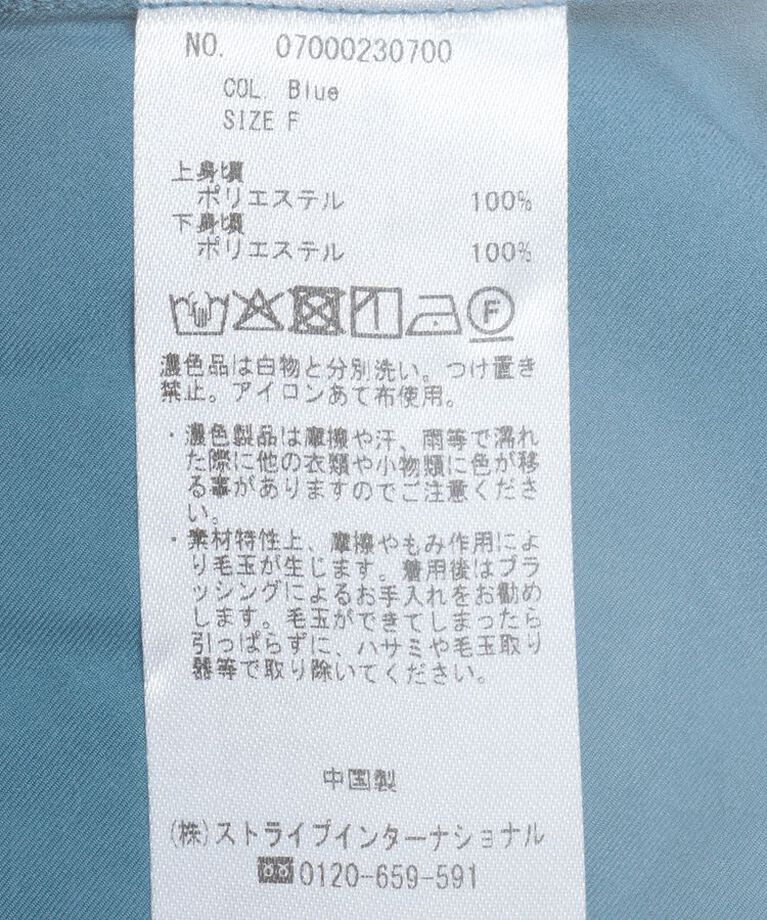 NO. 07000230700
COL Blue
SIZE F
上身頃
ポリエステル 100%
下身頃
ポリエステル 100%
F
濃色品は白物と分別洗い。つけ置き
禁止。アイロンあて布使用。
・濃色製品は摩擦や汗、雨等で濡れ
た際に他の衣類や小物類に色が移
る事がありますのでご注意くださ
い。
・素材特性上、摩擦やもみ作用によ
り毛玉が生じます。着用後はブラ
ッシングによるお手入れをお勧め
します。毛玉ができてしまったら
引っぱらずに、ハサミや毛玉取り
器等で取り除いてください。
中国製
(株)ストライプインターナショナル
0120-659-591